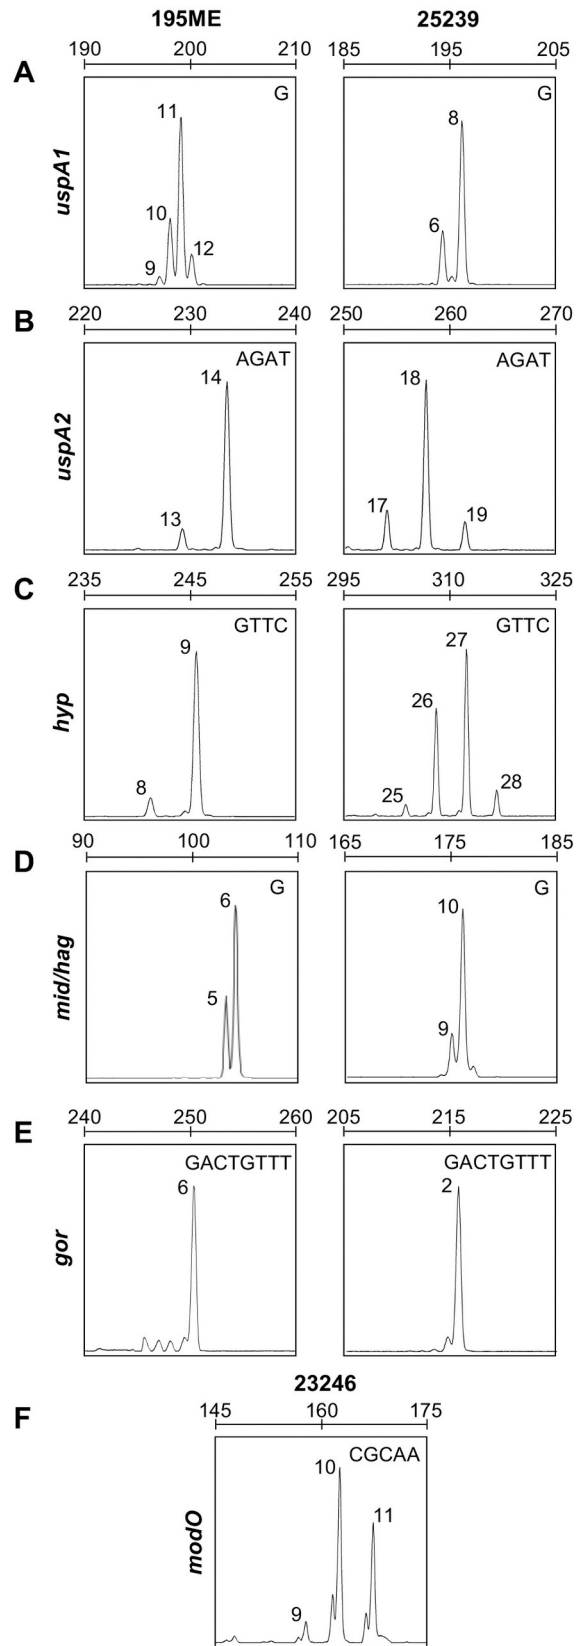 195ME 25239
190 200 210 185 195 205
A
uspA1
G G
11 8
10 6
12
9
220 230 240 250 260 270
B
uspA2
AGAT AGAT
14 18
13 17 19
235 245 255 295 310 325
C
hyp
GTTC GTTC
9 27
26
8 25 28
90 100 110 165 175 185
D
mid/hag
G G
6 10
5 9
240 250 260 205 215 225
E
gor
GACTGTTT GACTGTTT
6 2
23246
145 160 175
F
modO
CGCAA
10
11
9